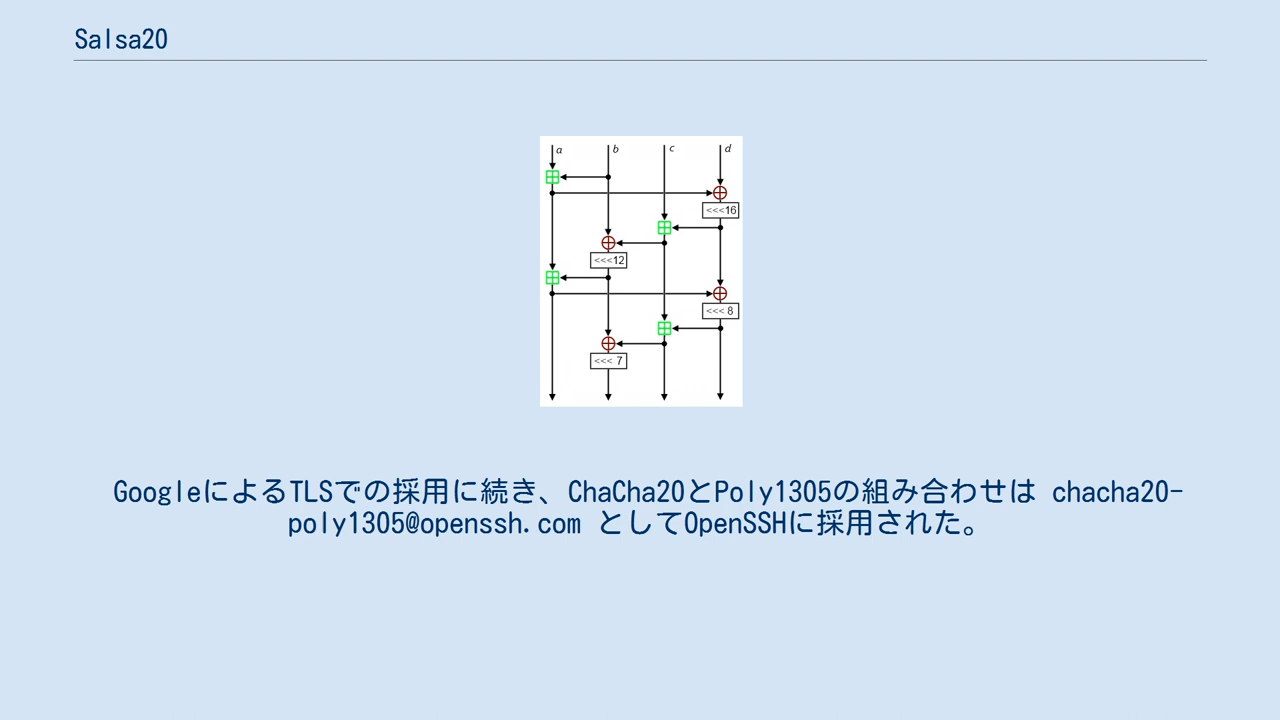 Salsa20
a b c d
<<<16
<<<12
<<< 8
<<< 7
GoogleによるTLSでの採用に続き、ChaCha20とPoly1305の組み合わせは chacha20-
poly1305@openssh.com としてOpenSSHに採用された。